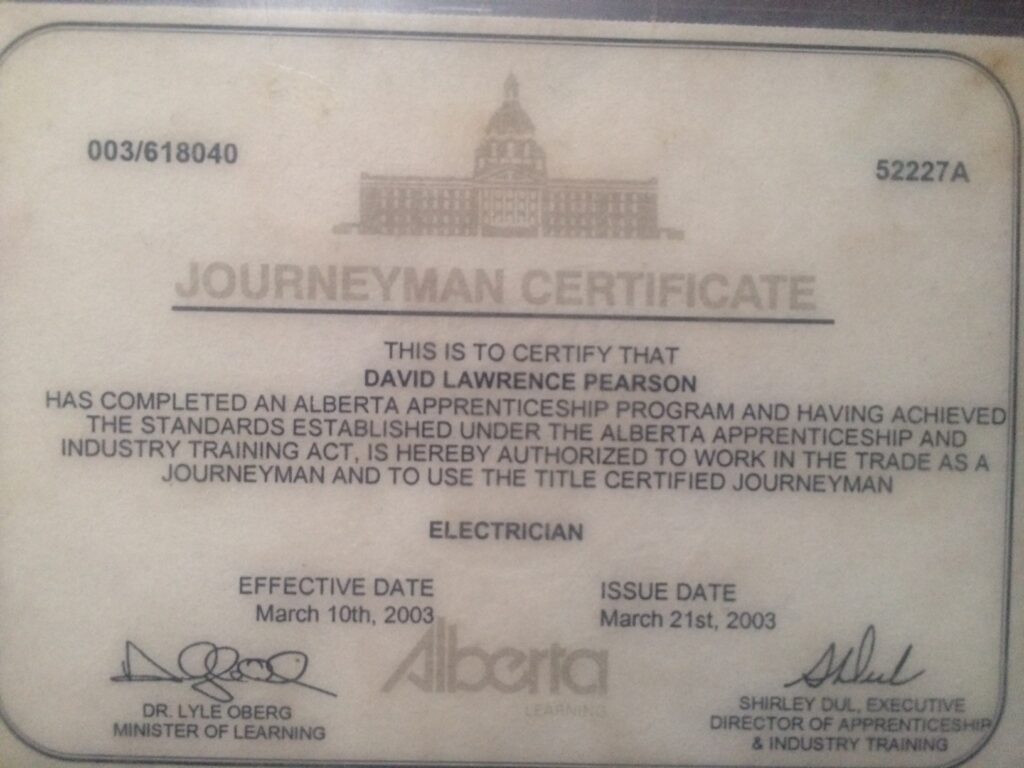 003/618040
52227A
JOURNEYMAN CERTIFICATE
THIS IS TO CERTIFY THAT
DAVID LAWRENCE PEARSON
HAS COMPLETED AN ALBERTA APPRENTICESHIP PROGRAM AND HAVING ACHIEVED
THE STANDARDS ESTABLISHED UNDER THE ALBERTA APPRENTICESHIP AND
INDUSTRY TRAINING ACT, IS HEREBY AUTHORIZED TO WORK IN THE TRADE AS A
JOURNEYMAN AND TO USE THE TITLE CERTIFIED JOURNEYMAN
ELECTRICIAN
EFFECTIVE DATE
March 10th, 2003
ISSUE DATE
March 21st, 2003
Alberta
LEARNING
DR. LYLE OBERG
MINISTER OF LEARNING
SHIRLEY DUL, EXECUTIVE
DIRECTOR OF APPRENTICESHIP
& INDUSTRY TRAINING